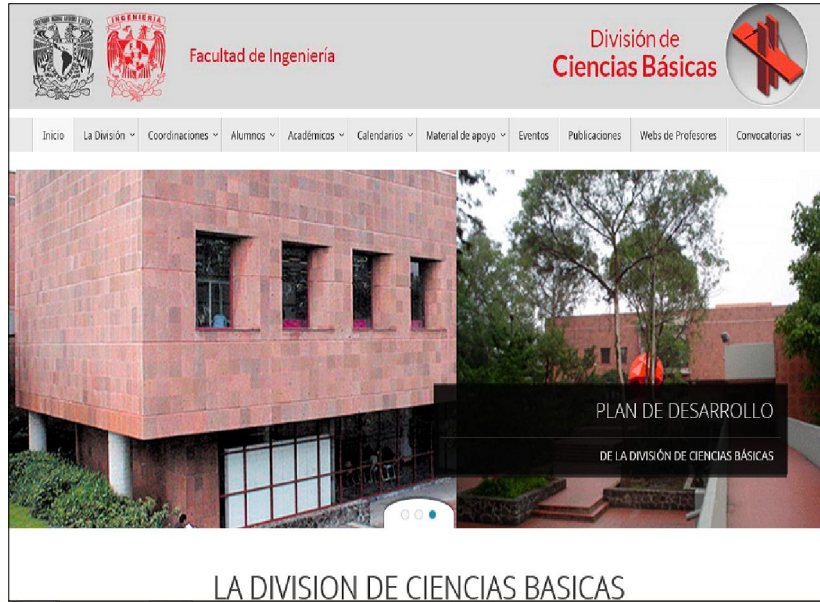 INGENIERIA
Facultad de Ingeniería
División de
Ciencias Básicas
Inicio La División Coordinaciones Alumnos Académicos Calendarios Material de apoyo Eventos Publicaciones Webs de Profesores Convocatorias
PLAN DE DESARROLLO
DE LA DIVISIÓN DE CIENCIAS BÁSICAS
LA DIVISION DE CIENCIAS BASICAS